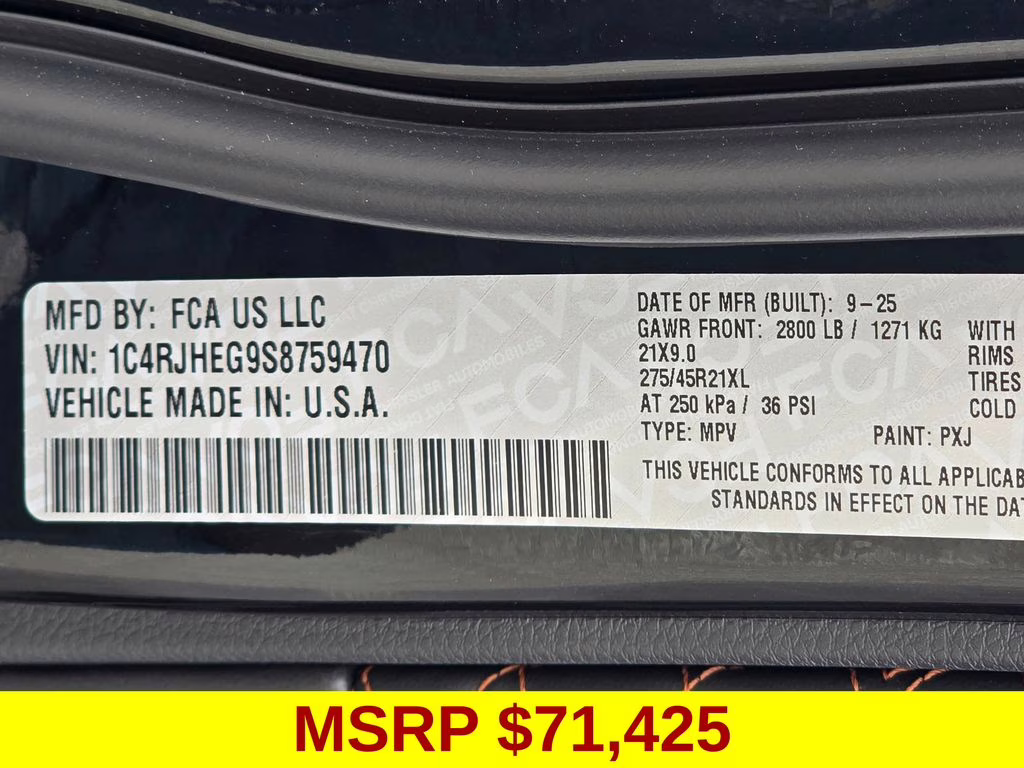 MFD BY: FCA US LLC
VIN: 1C4RJHEG9S8759470
VEHICLE MADE IN: U.S.A.
DATE OF MFR (BUILT): 9-25
GAWR FRONT: 2800 LB / 1271 KG WITH
21X9.0 RIMS
275/45R21XL TIRES
AT 250 kPa / 36 PSI COLD
TYPE: MPV PAINT: PXJ
THIS VEHICLE CONFORMS TO ALL APPLICAB
STANDARDS IN EFFECT ON THE DAT
MSRP $71,425